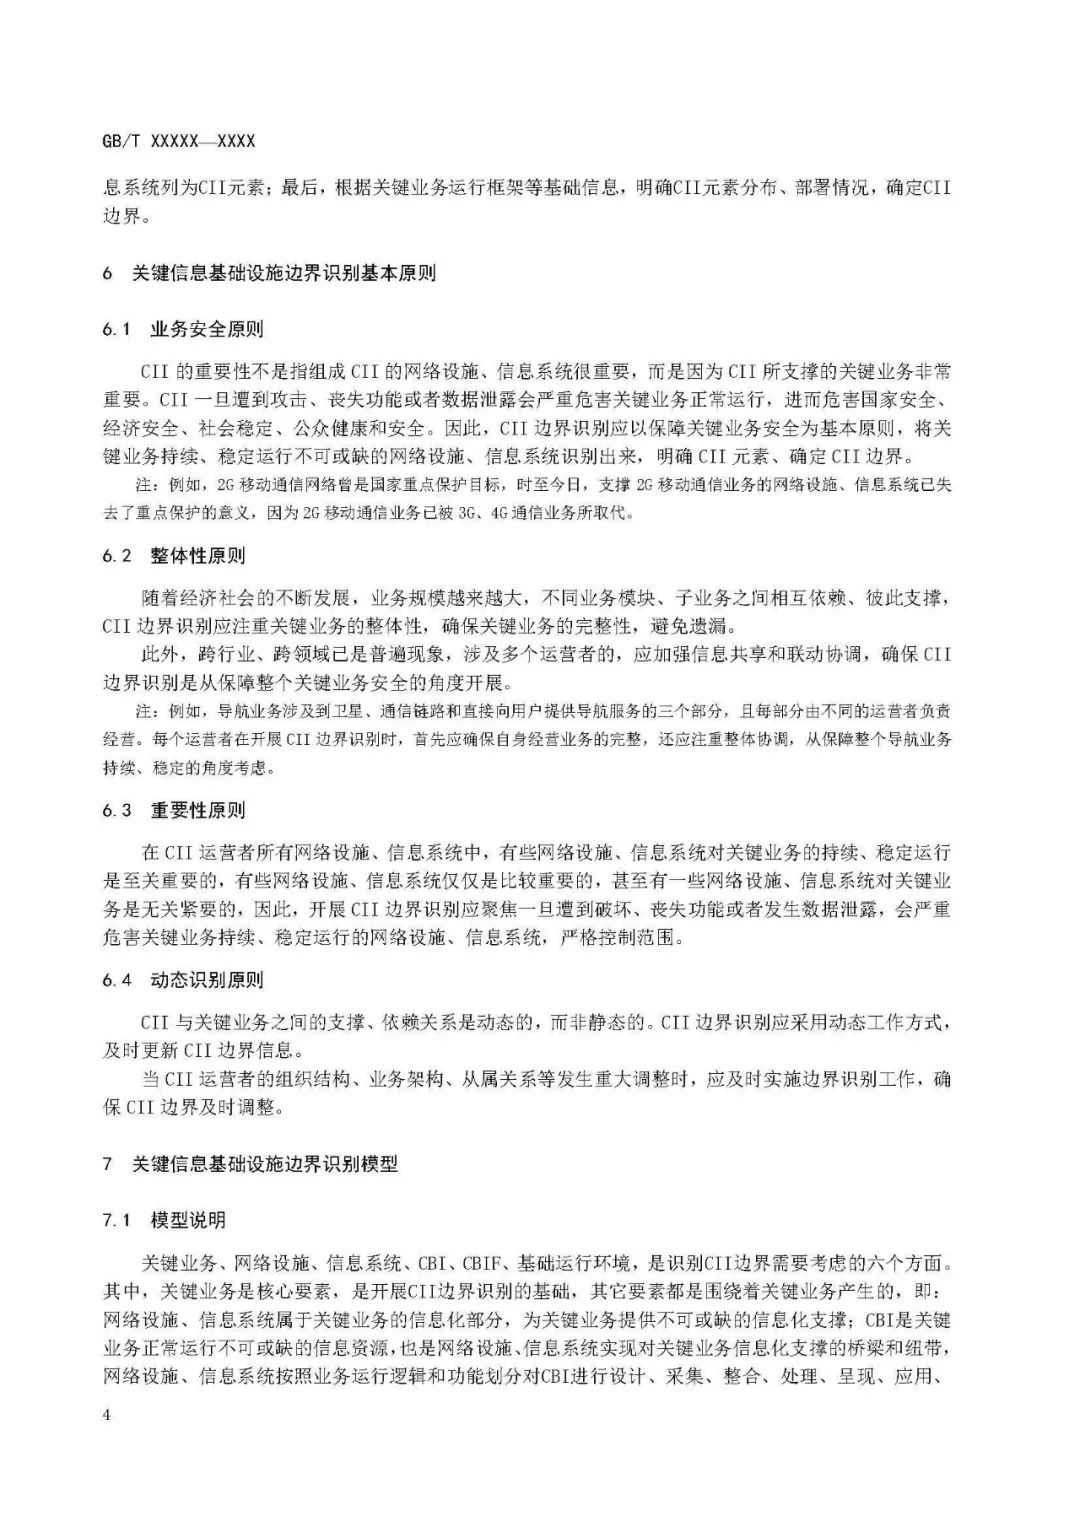 GB/T XXXXX—XXXX
息系统列为CII元素；最后，根据关键业务运行框架等基础信息，明确CII元素分布、部署情况，确定CII
边界。
6 关键信息基础设施边界识别基本原则
6.1 业务安全原则
CII 的重要性不是指组成 CII 的网络设施、信息系统很重要，而是因为 CII 所支撑的关键业务非常
重要。CII 一旦遭到攻击、丧失功能或者数据泄露会严重危害关键业务正常运行，进而危害国家安全、
经济安全、社会稳定、公众健康和安全。因此，CII 边界识别应以保障关键业务安全为基本原则，将关
键业务持续、稳定运行不可或缺的网络设施、信息系统识别出来，明确 CII 元素、确定 CII 边界。
注：例如，2G 移动通信网络曾是国家重点保护目标，时至今日，支撑 2G 移动通信业务的网络设施、信息系统已失
去了重点保护的意义，因为 2G 移动通信业务已被 3G、4G 通信业务所取代。
6.2 整体性原则
随着经济社会的不断发展，业务规模越来越大，不同业务模块、子业务之间相互依赖、彼此支撑，
CII 边界识别应注重关键业务的整体性，确保关键业务的完整性，避免遗漏。
此外，跨行业、跨领域已是普遍现象，涉及多个运营者的，应加强信息共享和联动协调，确保 CII
边界识别是从保障整个关键业务安全的角度开展。
注：例如，导航业务涉及到卫星、通信链路和直接向用户提供导航服务的三个部分，且每部分由不同的运营者负责
经营。每个运营者在开展 CII 边界识别时，首先应确保自身经营业务的完整，还应注重整体协调，从保障整个导航业务
持续、稳定的角度考虑。
6.3 重要性原则
在 CII 运营者所有网络设施、信息系统中，有些网络设施、信息系统对关键业务的持续、稳定运行
是至关重要的，有些网络设施、信息系统仅仅是比较重要的，甚至有一些网络设施、信息系统对关键业
务是无关紧要的，因此，开展 CII 边界识别应聚焦一旦遭到破坏、丧失功能或者发生数据泄露，会严重
危害关键业务持续、稳定运行的网络设施、信息系统，严格控制范围。
6.4 动态识别原则
CII 与关键业务之间的支撑、依赖关系是动态的，而非静态的。CII 边界识别应采用动态工作方式，
及时更新 CII 边界信息。
当 CII 运营者的组织结构、业务架构、从属关系等发生重大调整时，应及时实施边界识别工作，确
保 CII 边界及时调整。
7 关键信息基础设施边界识别模型
7.1 模型说明
关键业务、网络设施、信息系统、CBI、CBIF、基础运行环境，是识别CII边界需要考虑的六个方面。
其中，关键业务是核心要素，是开展CII边界识别的基础，其它要素都是围绕着关键业务产生的，即：
网络设施、信息系统属于关键业务的信息化部分，为关键业务提供不可或缺的信息化支撑；CBI是关键
业务正常运行不可或缺的信息资源，也是网络设施、信息系统实现对关键业务信息化支撑的桥梁和纽带，
网络设施、信息系统按照业务运行逻辑和功能划分对CBI进行设计、采集、整合、处理、呈现、应用、
4